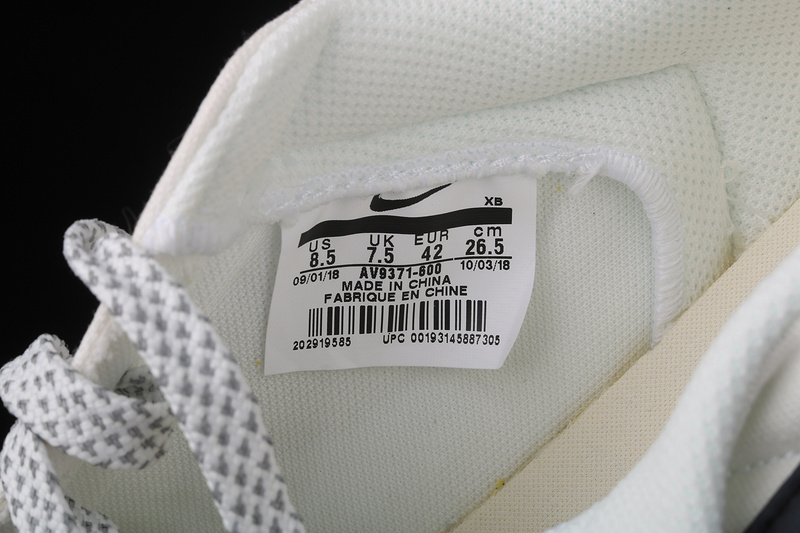 XB
US UK EUR cm
8.5 7.5 42 26.5
09/01/18 AV9371-600 10/03/18
MADE IN CHINA
FABRIQUE EN CHINE
202919585 UPC 00193145887305